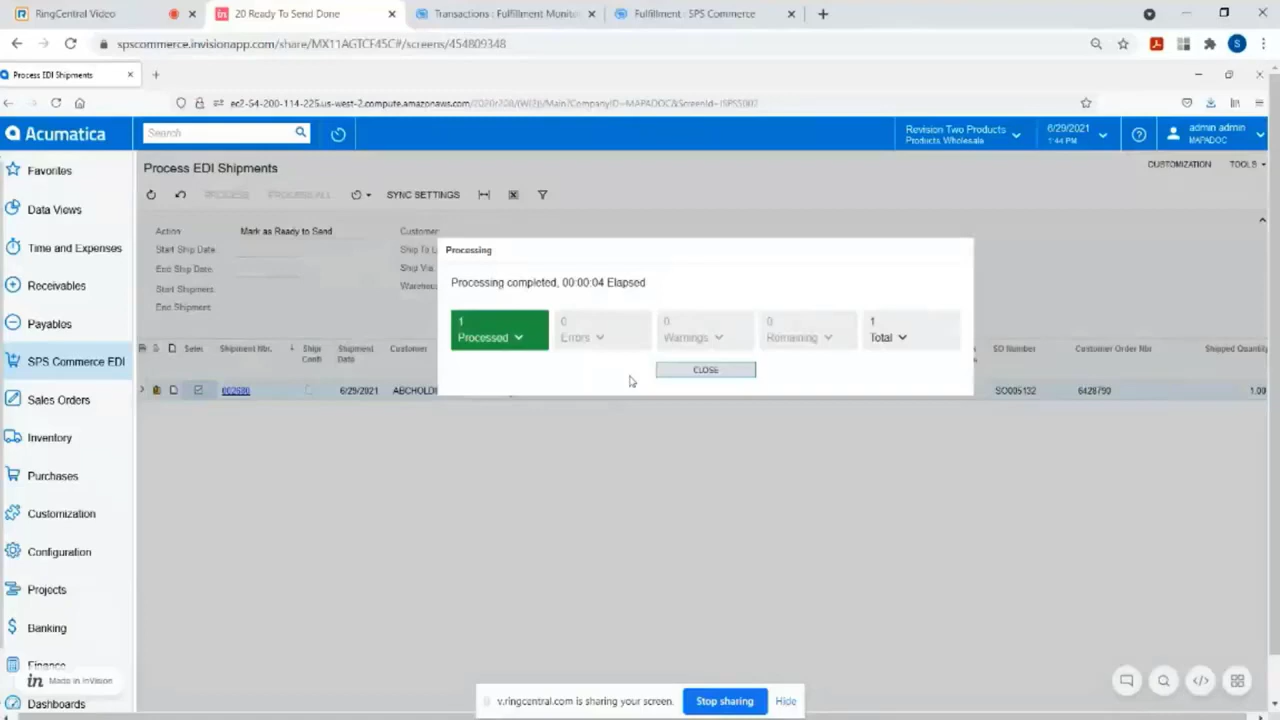 RingCentral Video
20 Ready To Send Done
Transactions : Fulfillment Monitor
Fulfillment : SPS Commerce
spscommerce.invisionapp.com/share/MX11AGTCF45C#/screens/454809348
S
Process EDI Shipments
Acumatica
Search
Revision Two Products
Products Wholesale
6/29/2021
1:44 PM
admin admin
MAPADOC
Favorites
Data Views
Time and Expenses
Receivables
Payables
SPS Commerce EDI
Sales Orders
Inventory
Purchases
Customization
Configuration
Projects
Banking
Finance
Dashboards
in Made in InVision
Process EDI Shipments
CUSTOMIZATION TOOLS
PROCESS PROCESS ALL SYNC SETTINGS
Action Mark as Ready to Send Customer
Start Ship Date Ship To L
End Ship Date Ship Via
Start Shipment Warehous
End Shipment
Processing
Processing completed, 00:00:04 Elapsed
1 Processed
0 Errors
0 Warnings
0 Remaining
1 Total
CLOSE
Shipment Nbr. Shipment Date Customer SO Number Customer Order Nbr Shipped Quantity
002686 6/29/2021 ABCHOLDI SO005132 6428790 1.00
v.ringcentral.com is sharing your screen.
Stop sharing
Hide